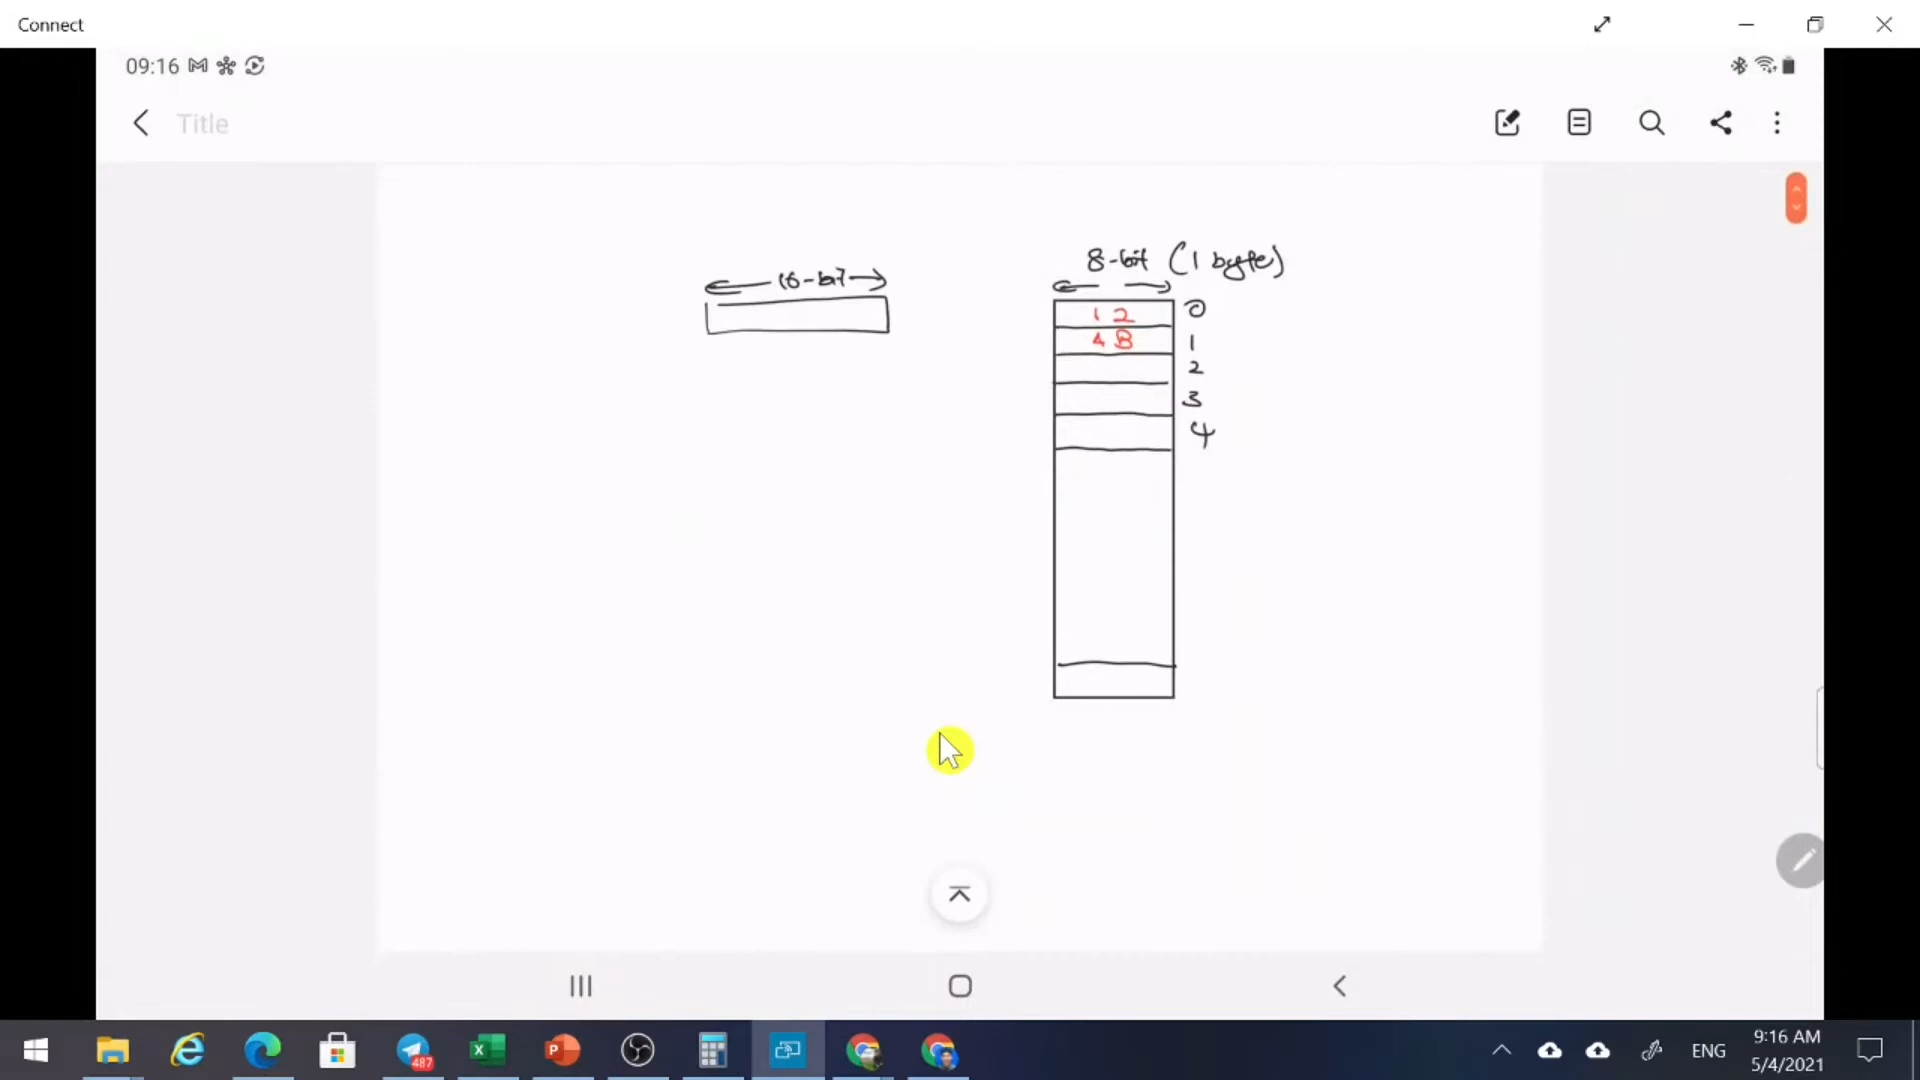 Connect
09:16
Title
16-bit
8-bit (1 byte)
12 0
4B 1
2
3
4
487
ENG
9:16 AM
5/4/2021